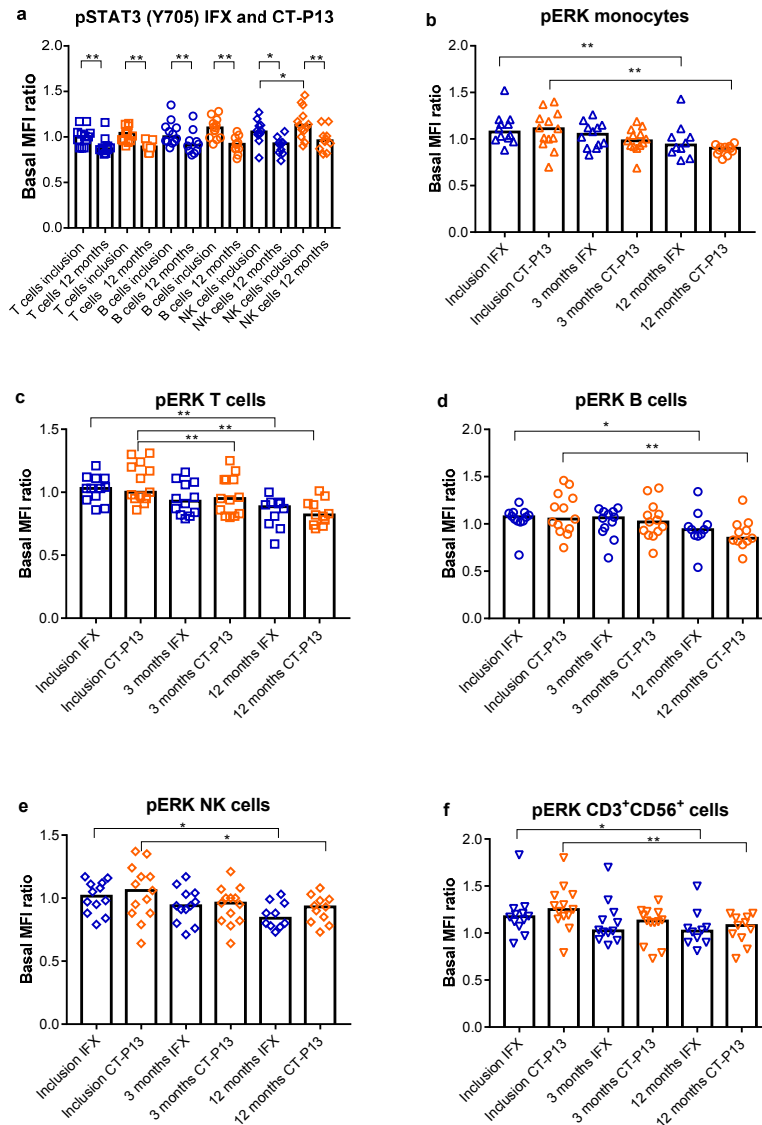 a
pSTAT3 (Y705) IFX and CT-P13
** ** ** ** * **
*
Basal MFI ratio
2.0
1.5
1.0
0.5
0.0
T cells inclusion
T cells 12 months
T cells inclusion
T cells 12 months
B cells inclusion
B cells 12 months
B cells inclusion
B cells 12 months
NK cells inclusion
NK cells 12 months
NK cells inclusion
NK cells 12 months
b
pERK monocytes
**
**
Basal MFI ratio
2.0
1.5
1.0
0.5
0.0
Inclusion IFX
Inclusion CT-P13
3 months IFX
3 months CT-P13
12 months IFX
12 months CT-P13
c
pERK T cells
**
**
**
Basal MFI ratio
1.5
1.0
0.5
0.0
Inclusion IFX
Inclusion CT-P13
3 months IFX
3 months CT-P13
12 months IFX
12 months CT-P13
d
pERK B cells
*
**
Basal MFI ratio
2.0
1.5
1.0
0.5
0.0
Inclusion IFX
Inclusion CT-P13
3 months IFX
3 months CT-P13
12 months IFX
12 months CT-P13
e
pERK NK cells
*
*
Basal MFI ratio
1.5
1.0
0.5
0.0
Inclusion IFX
Inclusion CT-P13
3 months IFX
3 months CT-P13
12 months IFX
12 months CT-P13
f
pERK CD3⁺CD56⁺ cells
*
**
Basal MFI ratio
2.0
1.5
1.0
0.5
0.0
Inclusion IFX
Inclusion CT-P13
3 months IFX
3 months CT-P13
12 months IFX
12 months CT-P13